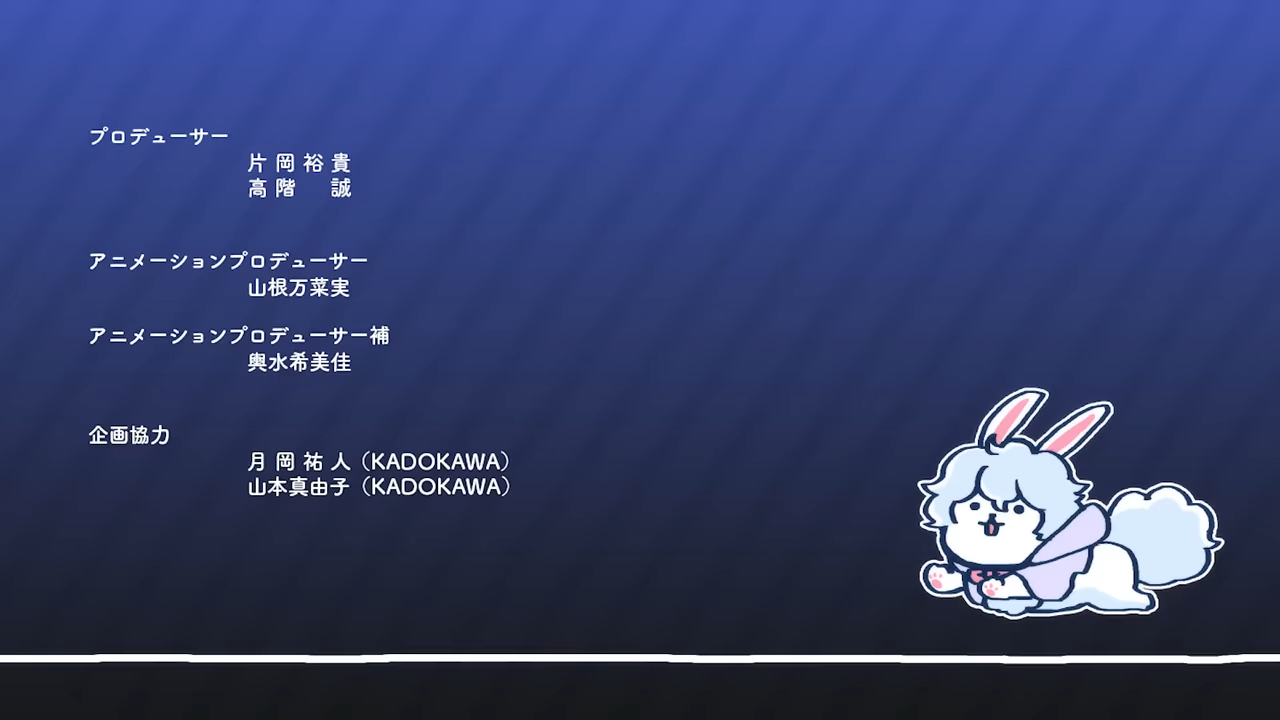 プロデューサー
片岡裕貴
高階 誠
アニメーションプロデューサー
山根万菜実
アニメーションプロデューサー補
輿水希美佳
企画協力
月岡祐人（KADOKAWA）
山本真由子（KADOKAWA）